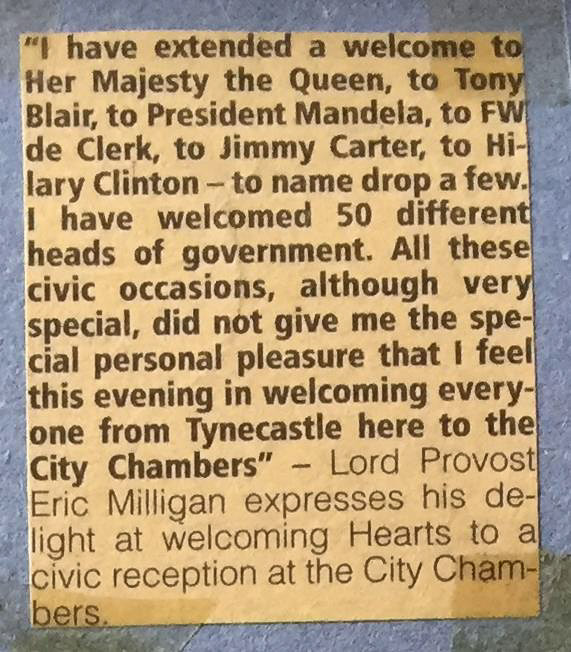 “I have extended a welcome to
Her Majesty the Queen, to Tony
Blair, to President Mandela, to FW
de Clerk, to Jimmy Carter, to Hi-
lary Clinton – to name drop a few.
I have welcomed 50 different
heads of government. All these
civic occasions, although very
special, did not give me the spe-
cial personal pleasure that I feel
this evening in welcoming every-
one from Tynecastle here to the
City Chambers” – Lord Provost
Eric Milligan expresses his de-
light at welcoming Hearts to a
civic reception at the City Cham-
bers.